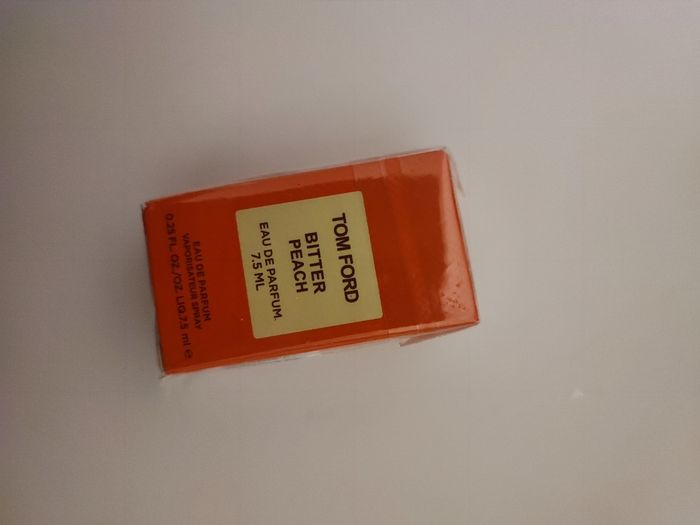 TOM FORD
BITTER
PEACH
EAU DE PARFUM.
7.5 ML
EAU DE PARFUM
VAPORISATEUR SPRAY
0.25 FL. OZ./OZ. LIQ. 7.5 ml e